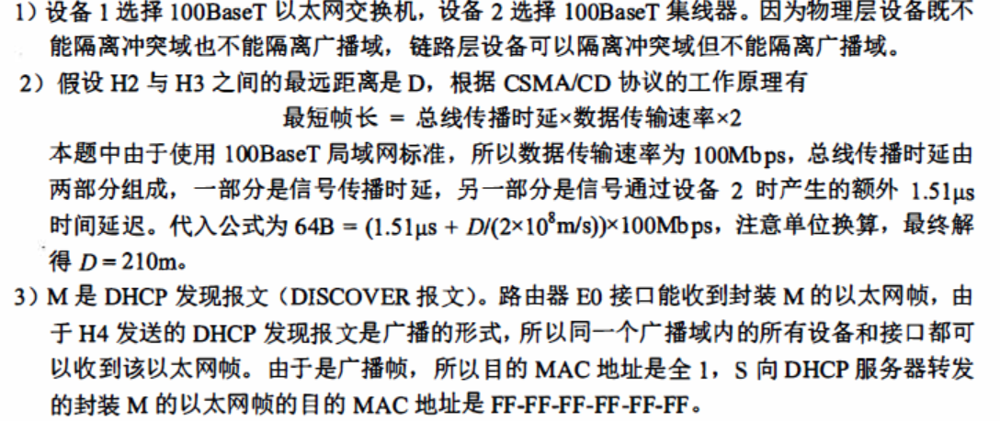 1）设备 1 选择 100BaseT 以太网交换机，设备 2 选择 100BaseT 集线器。因为物理层设备既不
能隔离冲突域也不能隔离广播域，链路层设备可以隔离冲突域但不能隔离广播域。
2）假设 H2 与 H3 之间的最远距离是 D，根据 CSMA/CD 协议的工作原理有
最短帧长 = 总线传播时延×数据传输速率×2
本题中由于使用 100BaseT 局域网标准，所以数据传输速率为 100Mbps，总线传播时延由
两部分组成，一部分是信号传播时延，另一部分是信号通过设备 2 时产生的额外 1.51μs
时间延迟。代入公式为 64B = (1.51μs + D/(2×10⁸m/s))×100Mbps，注意单位换算，最终解
得 D = 210m。
3）M 是 DHCP 发现报文（DISCOVER 报文）。路由器 E0 接口能收到封装 M 的以太网帧，由
于 H4 发送的 DHCP 发现报文是广播的形式，所以同一个广播域内的所有设备和接口都可
以收到该以太网帧。由于是广播帧，所以目的 MAC 地址是全 1，S 向 DHCP 服务器转发
的封装 M 的以太网帧的目的 MAC 地址是 FF-FF-FF-FF-FF-FF。